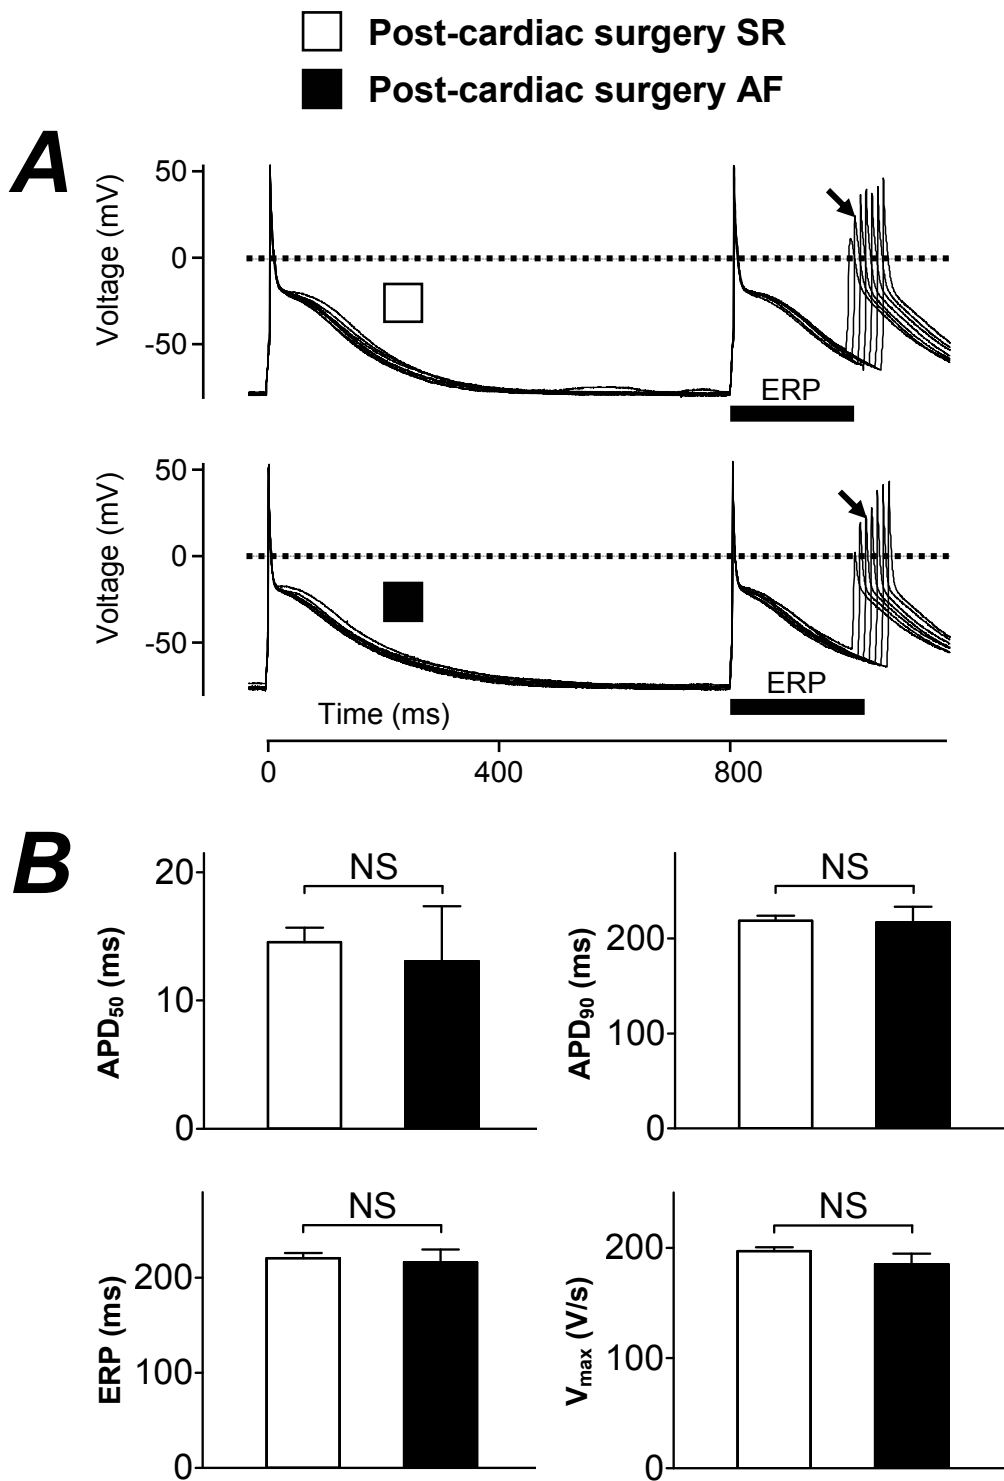 Post-cardiac surgery SR
Post-cardiac surgery AF
A
Voltage (mV)
50
0
-50
ERP
Voltage (mV)
50
0
-50
ERP
Time (ms)
0 400 800
B
APD50 (ms)
20
10
0
NS
APD90 (ms)
200
100
0
NS
ERP (ms)
200
100
0
NS
Vmax (V/s)
200
100
0
NS